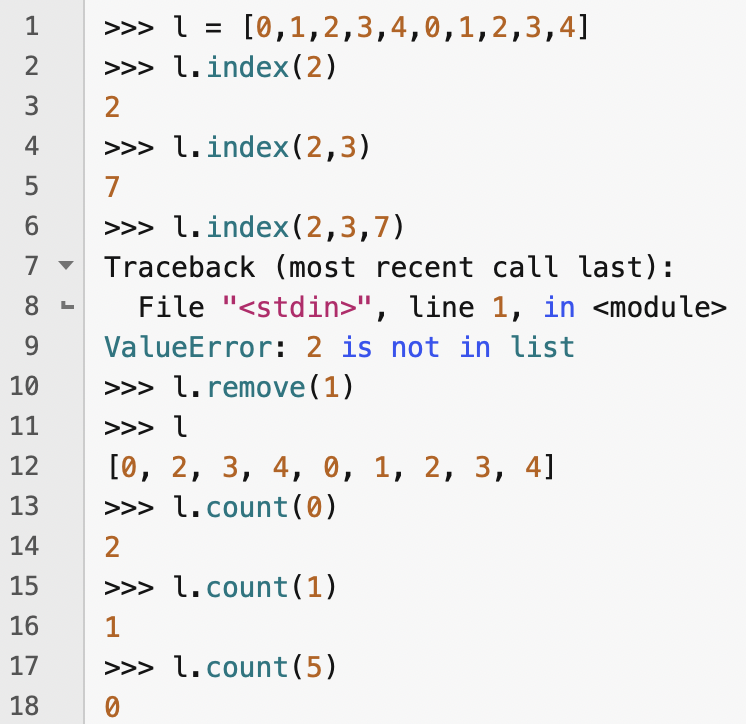 1 >>> l = [0,1,2,3,4,0,1,2,3,4]
2 >>> l.index(2)
3 2
4 >>> l.index(2,3)
5 7
6 >>> l.index(2,3,7)
7 Traceback (most recent call last):
8   File "<stdin>", line 1, in <module>
9 ValueError: 2 is not in list
10 >>> l.remove(1)
11 >>> l
12 [0, 2, 3, 4, 0, 1, 2, 3, 4]
13 >>> l.count(0)
14 2
15 >>> l.count(1)
16 1
17 >>> l.count(5)
18 0